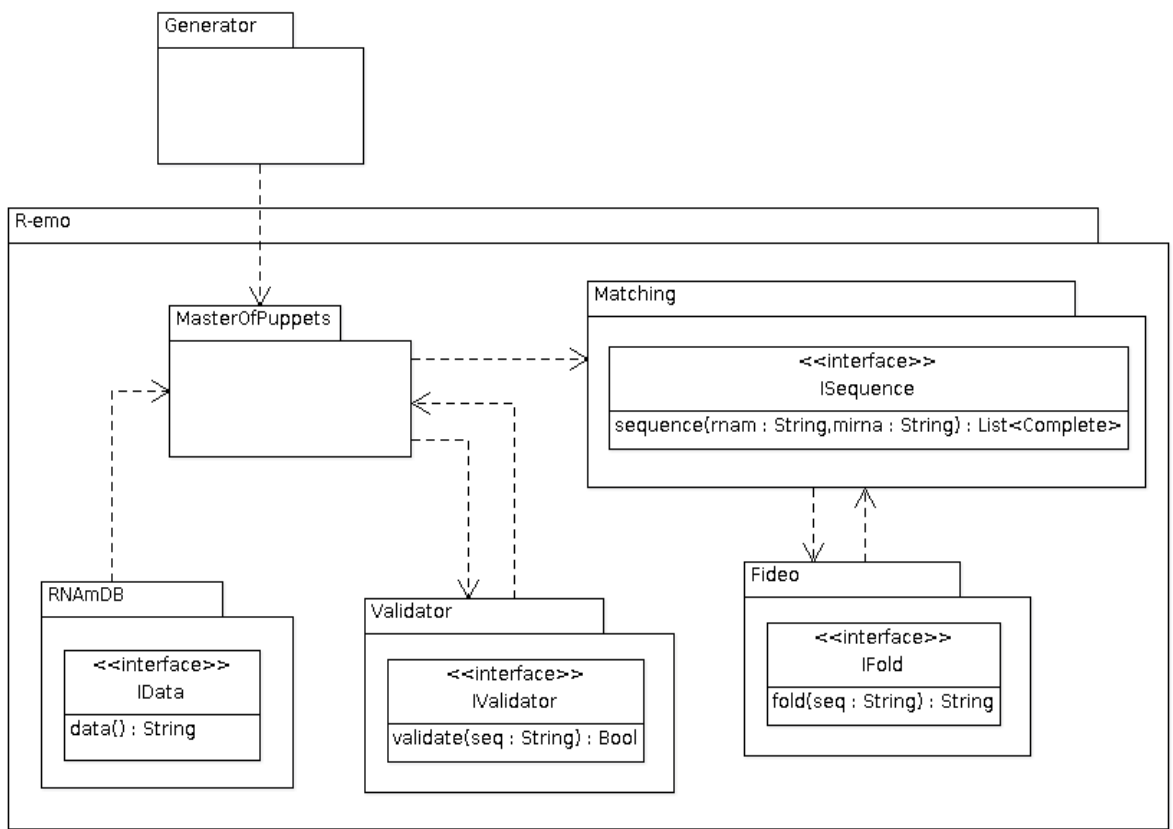 Generator
R-emo
MasterOfPuppets
Matching
<<interface>>
ISequence
sequence(rnam : String,mirna : String) : List<Complete>
RNAmDB
<<interface>>
IData
data() : String
Validator
<<interface>>
IValidator
validate(seq : String) : Bool
Fideo
<<interface>>
IFold
fold(seq : String) : String